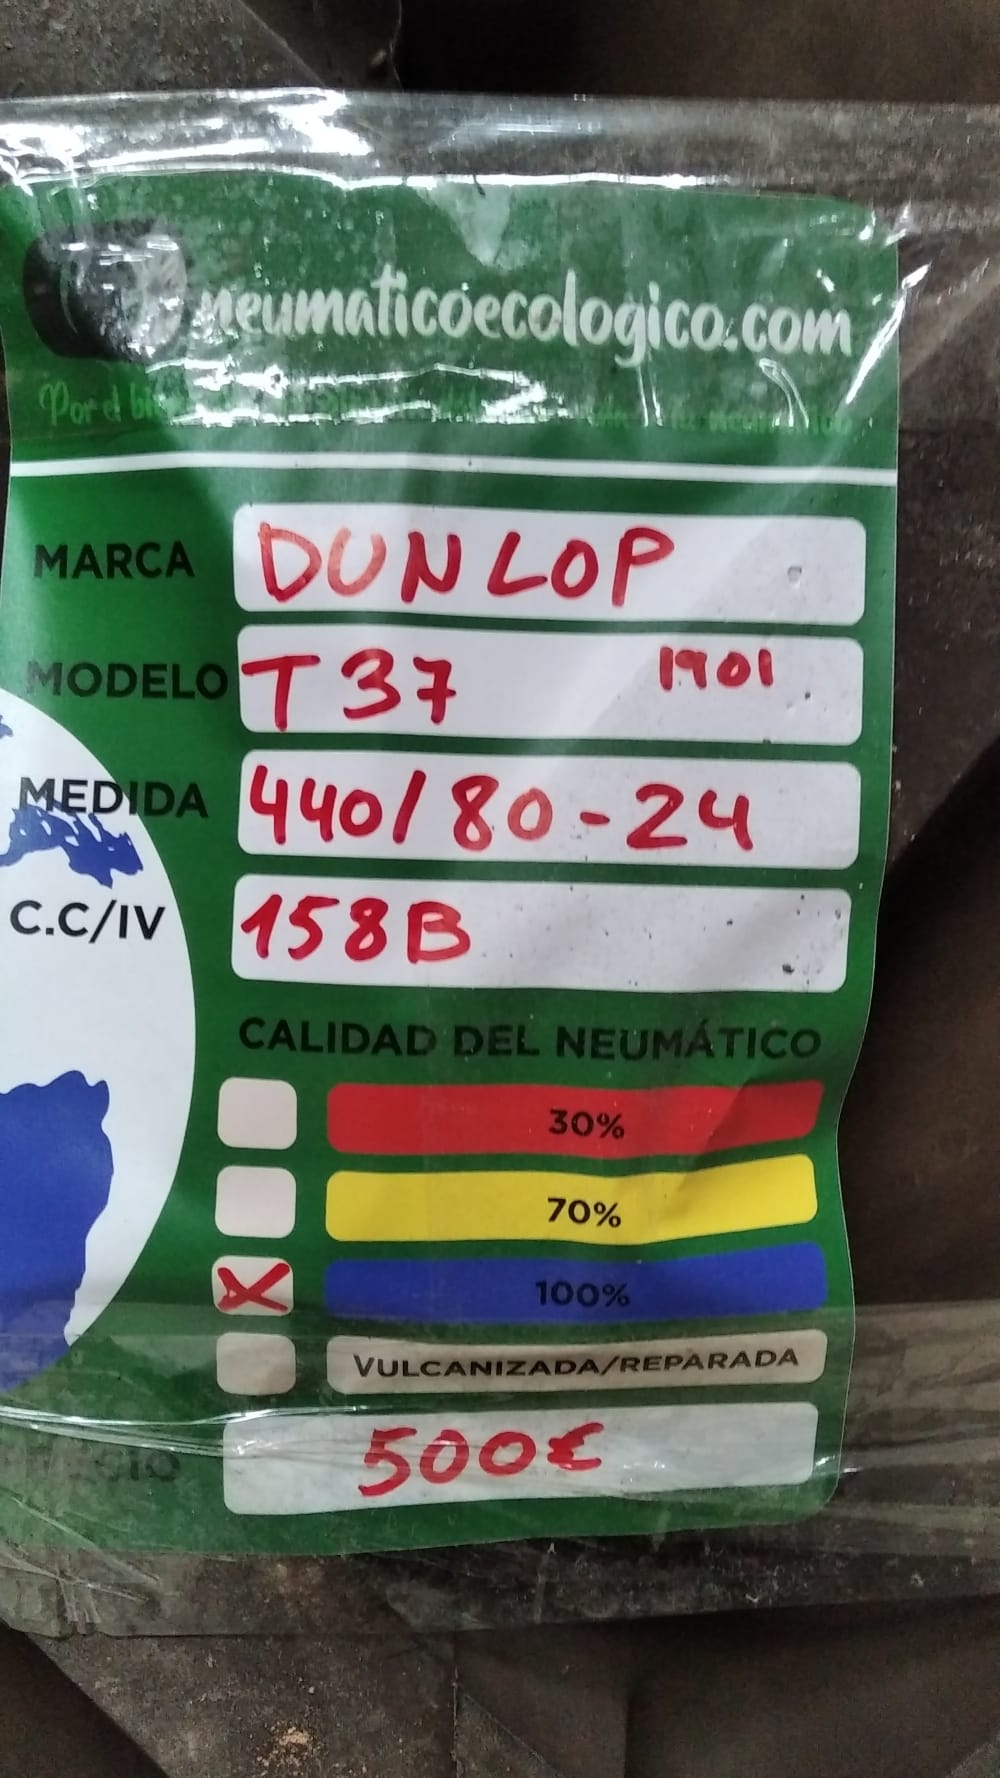 neumaticoecologico.com
Por el
MARCA DUNLOP
MODELO T37 1901
MEDIDA 440/80-24
C.C/IV 158B
CALIDAD DEL NEUMÁTICO
30%
70%
X 100%
VULCANIZADA/REPARADA
500€